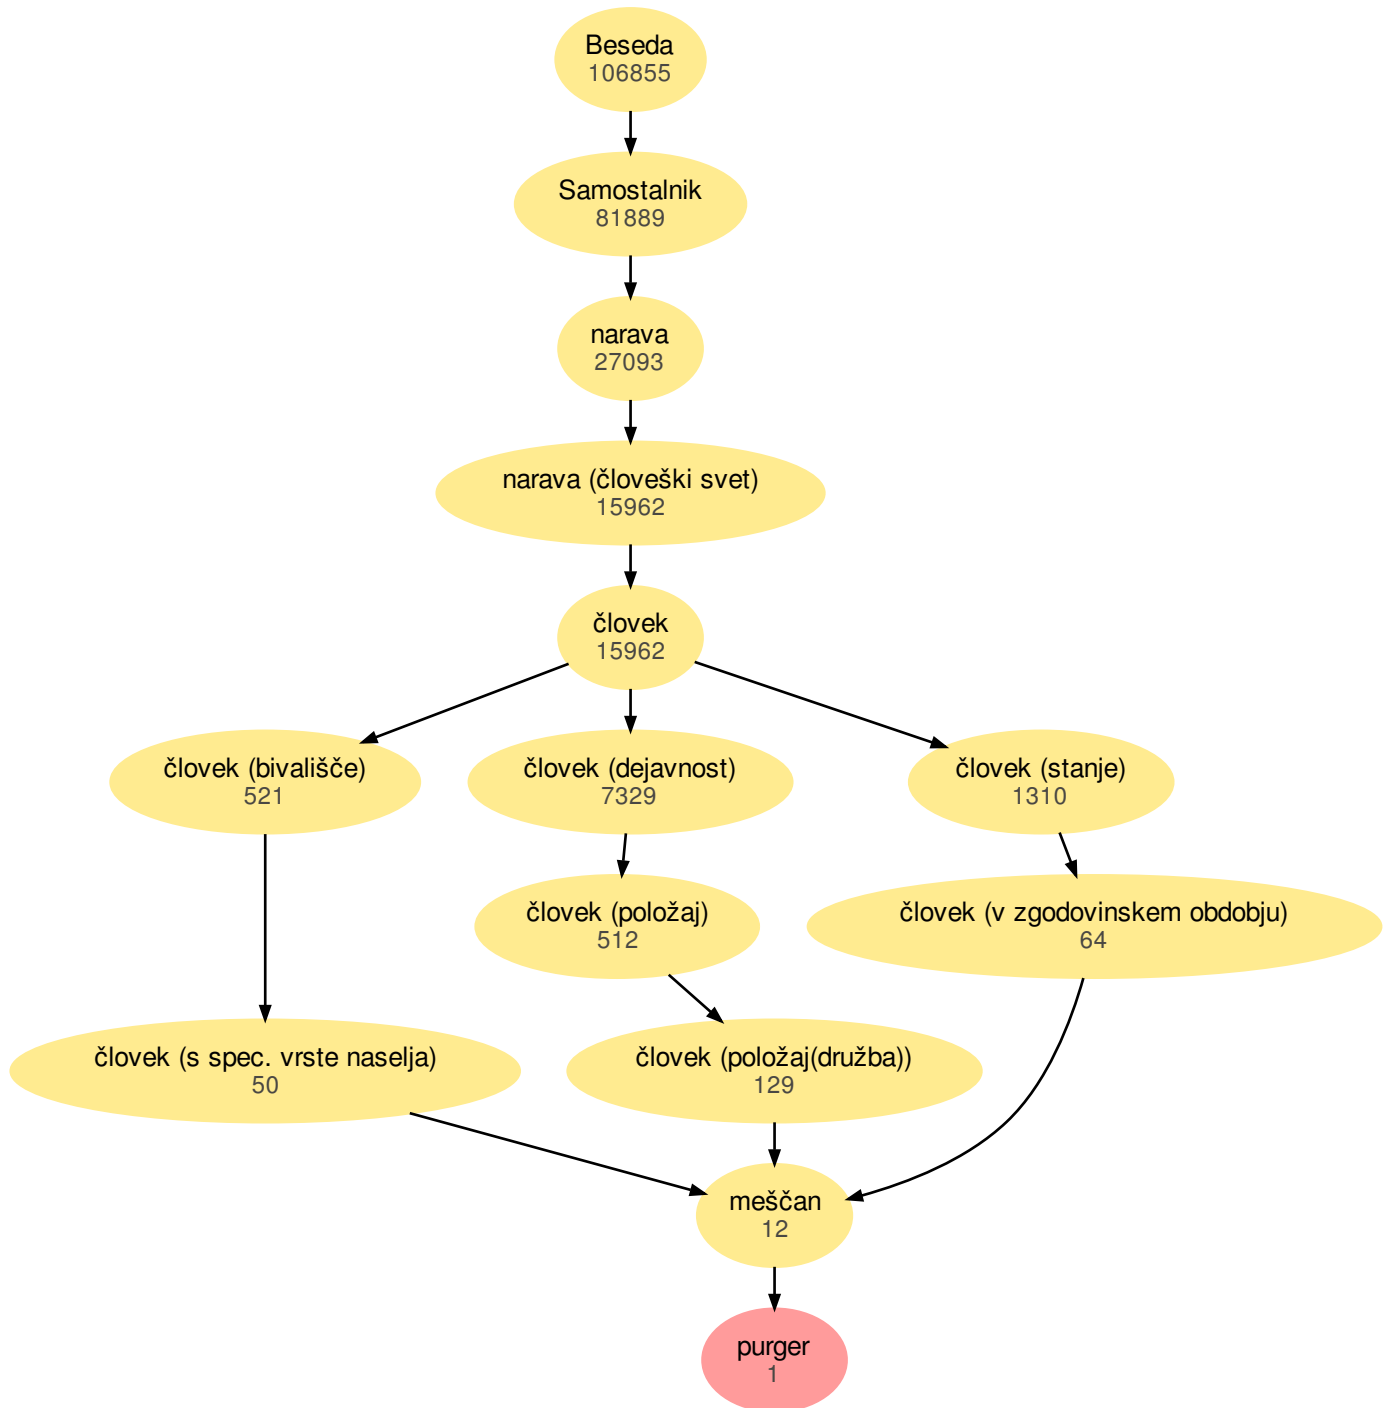 Beseda
106855
Samostalnik
81889
narava
27093
narava (človeški svet)
15962
človek
15962
človek (bivališče)
521
človek (dejavnost)
7329
človek (stanje)
1310
človek (položaj)
512
človek (v zgodovinskem obdobju)
64
človek (s spec. vrste naselja)
50
človek (položaj(družba))
129
meščan
12
purger
1